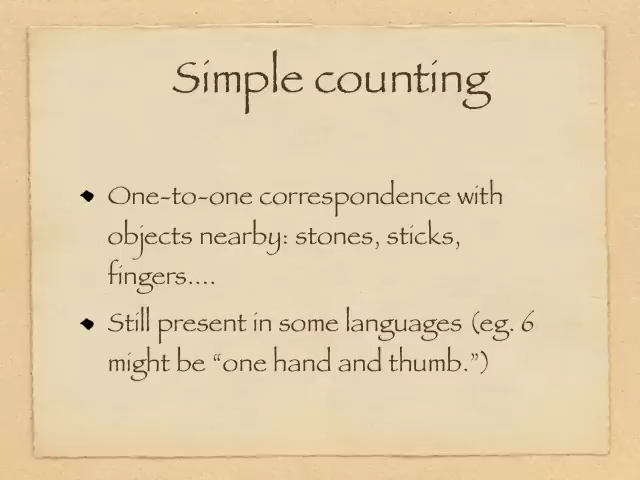 Simple counting
One-to-one correspondence with
objects nearby: stones, sticks,
fingers....
Still present in some languages (eg. 6
might be “one hand and thumb.”)